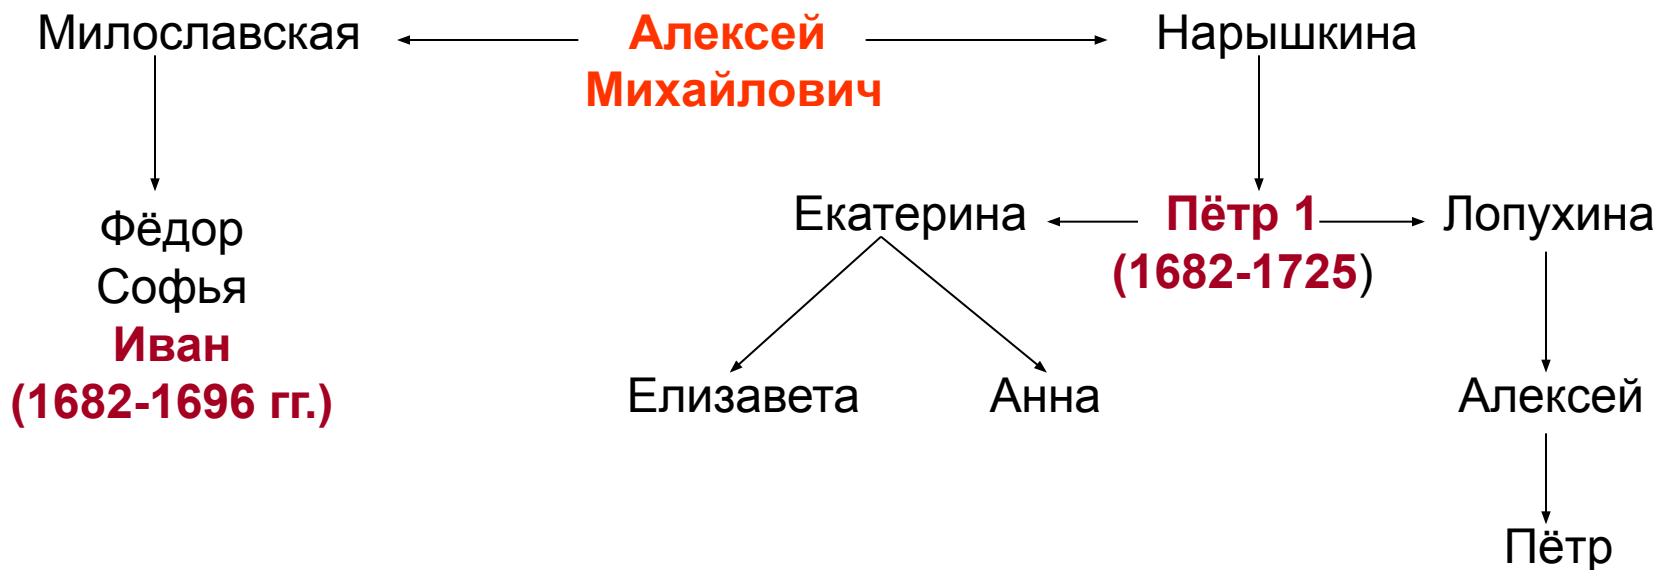 Милославская
Алексей
Михайлович
Нарышкина
Фёдор
Софья
Иван
(1682-1696 гг.)
Екатерина
Пётр 1
(1682-1725)
Лопухина
Елизавета
Анна
Алексей
Пётр